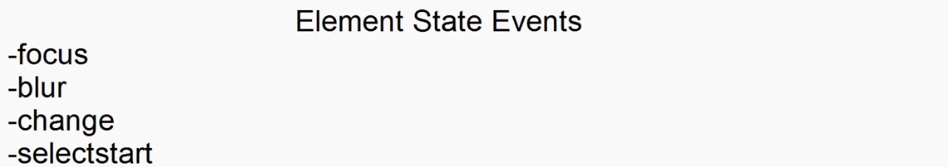 Element State Events
-focus
-blur
-change
-selectstart